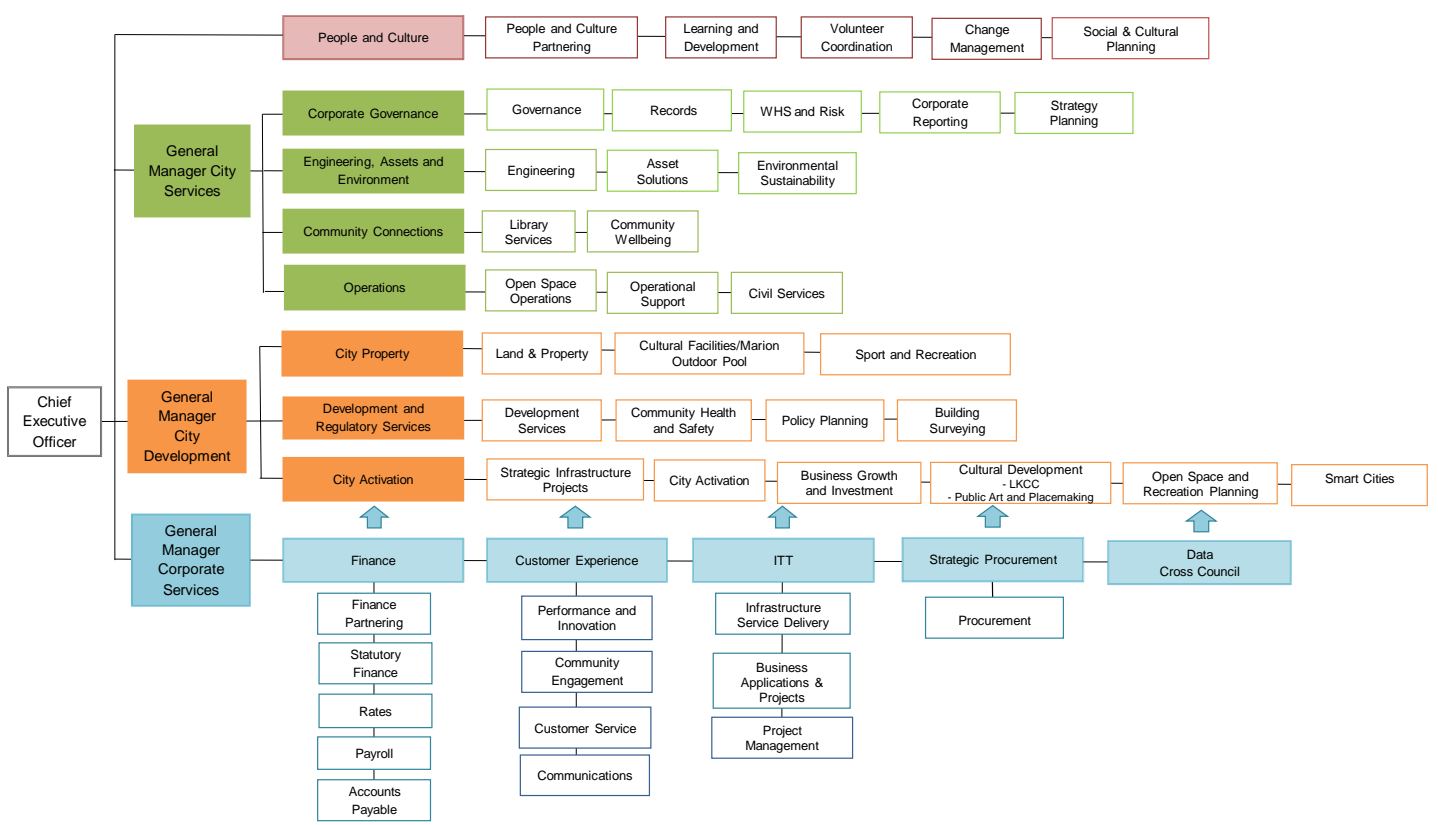 People and Culture
People and Culture
Partnering
Learning and
Development
Volunteer
Coordination
Change
Management
Social & Cultural
Planning
General
Manager City
Services
Corporate Governance
Governance
Records
WHS and Risk
Corporate
Reporting
Strategy
Planning
Engineering, Assets and
Environment
Engineering
Asset
Solutions
Environmental
Sustainability
Community Connections
Library
Services
Community
Wellbeing
Operations
Open Space
Operations
Operational
Support
Civil Services
Chief
Executive
Officer
General
Manager
City
Development
City Property
Land & Property
Cultural Facilities/Marion
Outdoor Pool
Sport and Recreation
Development and
Regulatory Services
Development
Services
Community Health
and Safety
Policy Planning
Building
Surveying
City Activation
Strategic Infrastructure
Projects
City Activation
Business Growth
and Investment
Cultural Development
- LKCC
- Public Art and Placemaking
Open Space and
Recreation Planning
Smart Cities
General
Manager
Corporate
Services
Finance
Customer Experience
ITT
Strategic Procurement
Data
Cross Council
Finance
Partnering
Statutory
Finance
Rates
Payroll
Accounts
Payable
Performance and
Innovation
Community
Engagement
Customer Service
Communications
Infrastructure
Service Delivery
Business
Applications &
Projects
Project
Management
Procurement